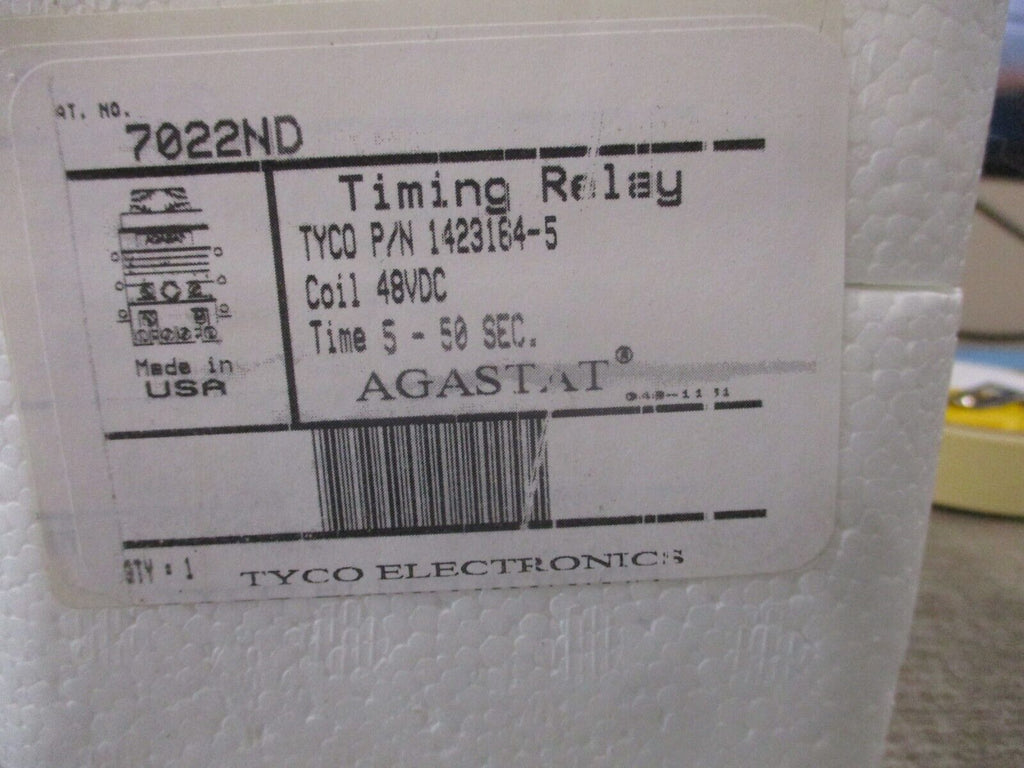 AT. NO.
7022ND
Timing Relay
TYCO P/N 1423164-5
Coil 48VDC
Time 5 - 50 SEC.
AGASTAT®
AGASTAT
Made in
USA
QTY : 1
TYCO ELECTRONICS